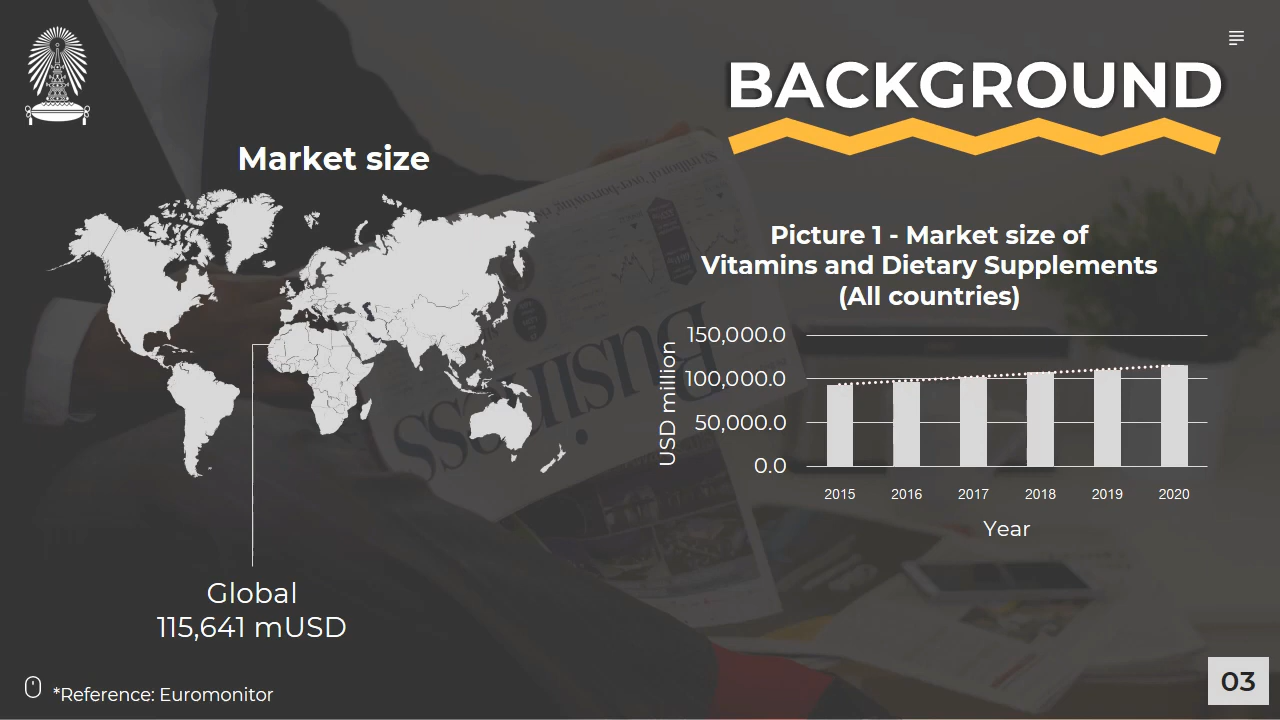 BACKGROUND
Market size
Global
115,641 mUSD
*Reference: Euromonitor
Picture 1 - Market size of
Vitamins and Dietary Supplements
(All countries)
USD million
150,000.0
100,000.0
50,000.0
0.0
2015 2016 2017 2018 2019 2020
Year
Business
03